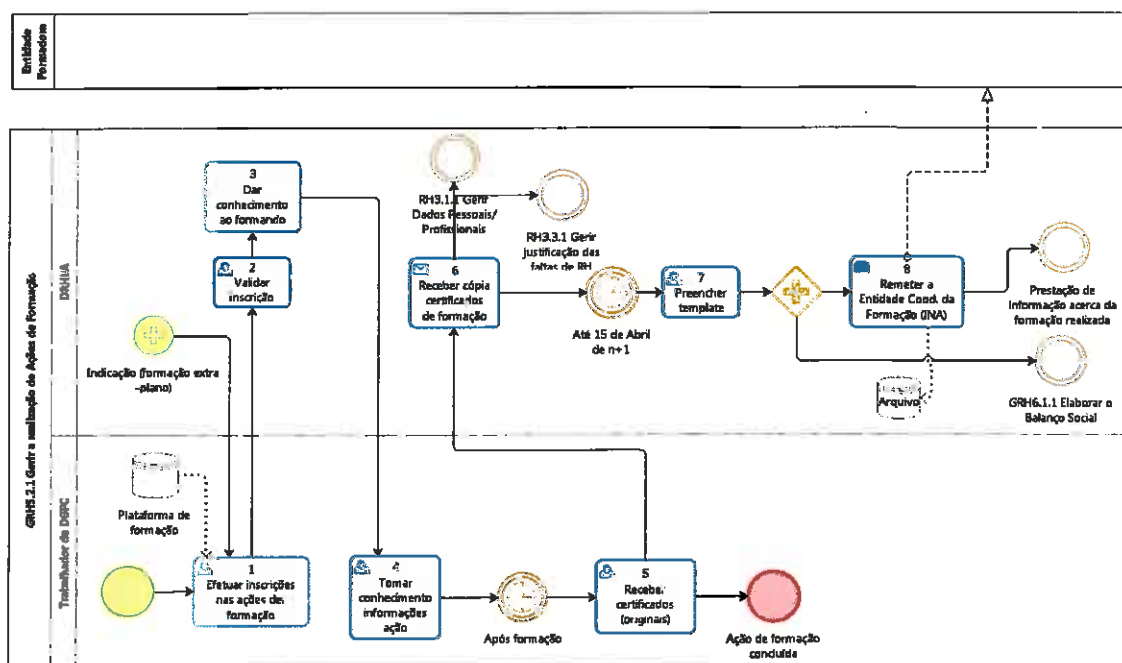 Entidade
Formadora
GRH5.2.1 Gerir a realização de Ações de Formação
DRHEA
Trabalhador da DGPC
3
Dar
conhecimento
ao formando
2
Validar
inscrição
Indicação (formação extra
-plano)
Plataforma de
formação
1
Efetuar inscrições
nas ações de
formação
4
Tomar
conhecimento
informações
ação
Após formação
5
Receber
certificados
(originais)
Ação de formação
concluída
RH3.1.1 Gerir
Dados Pessoais/
Profissionais
RH3.3.1 Gerir
justificação das
faltas de RH
6
Receber cópia
certificados
de formação
Até 15 de Abril
de n+1
7
Preencher
template
8
Remeter a
Entidade Coord. da
Formação (INA)
Arquivo
Prestação de
informação acerca da
formação realizada
GRH6.1.1 Elaborar o
Balanço Social